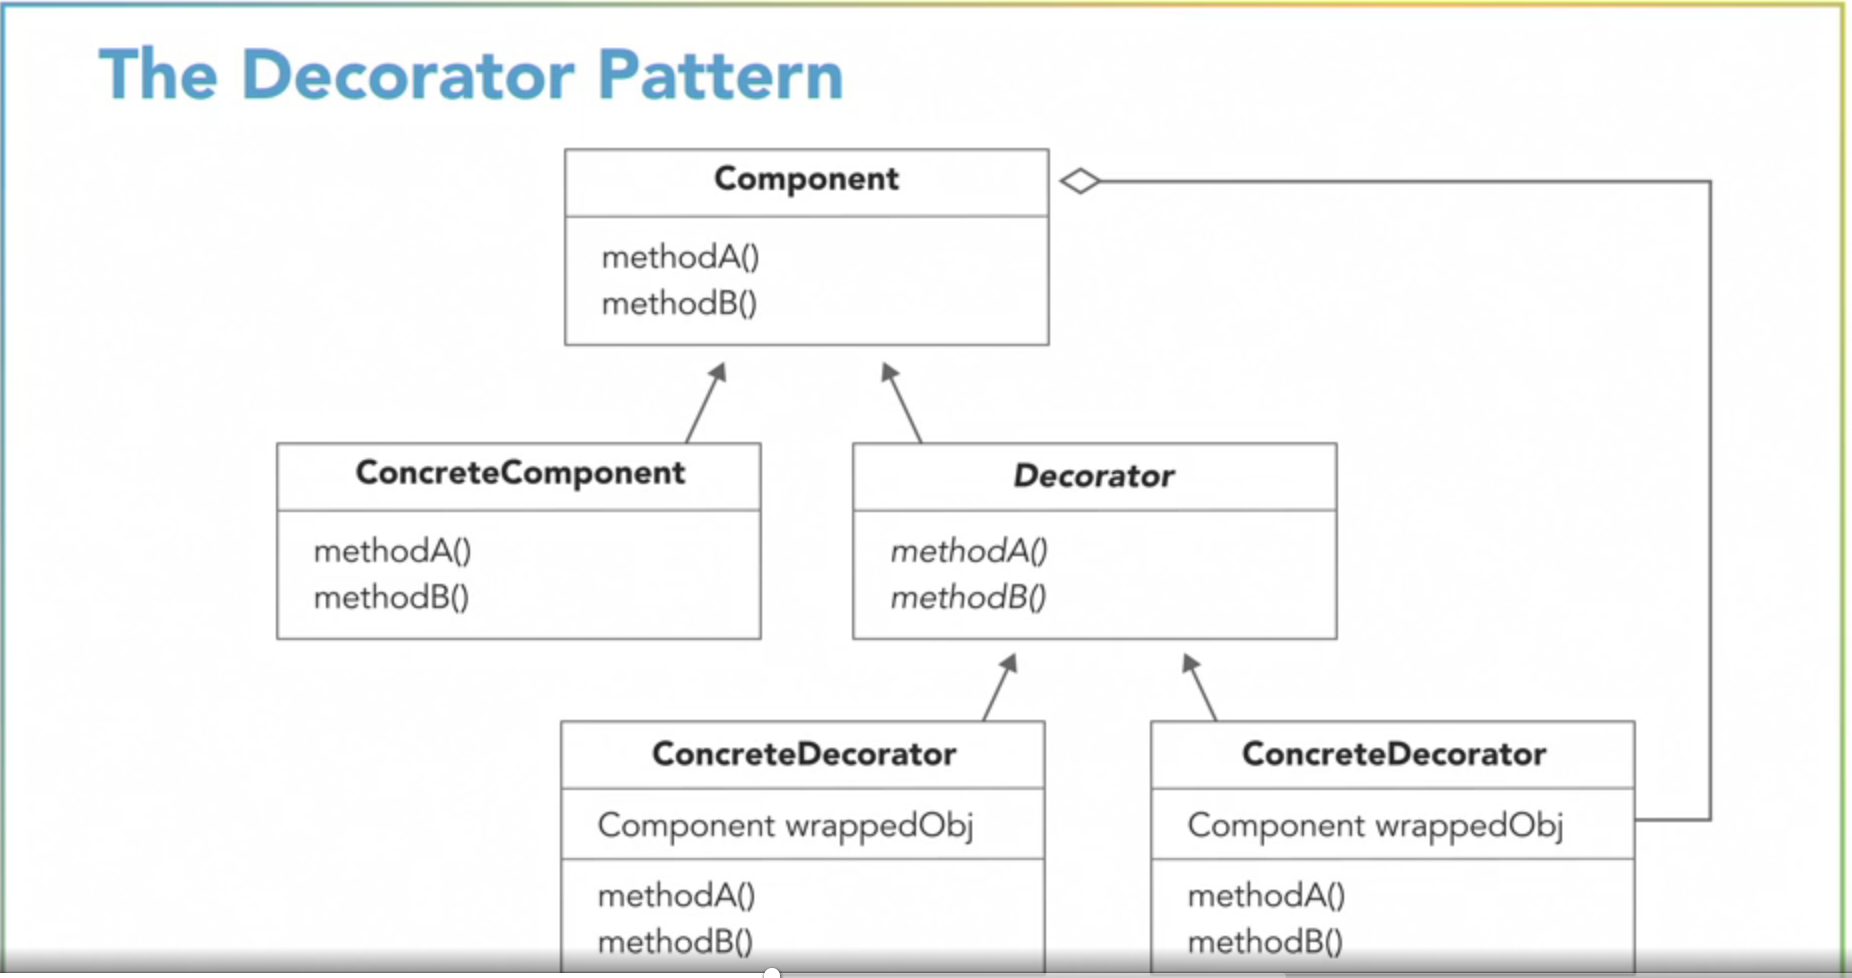 The Decorator Pattern
Component
methodA()
methodB()
ConcreteComponent
methodA()
methodB()
Decorator
methodA()
methodB()
ConcreteDecorator
Component wrappedObj
methodA()
methodB()
ConcreteDecorator
Component wrappedObj
methodA()
methodB()